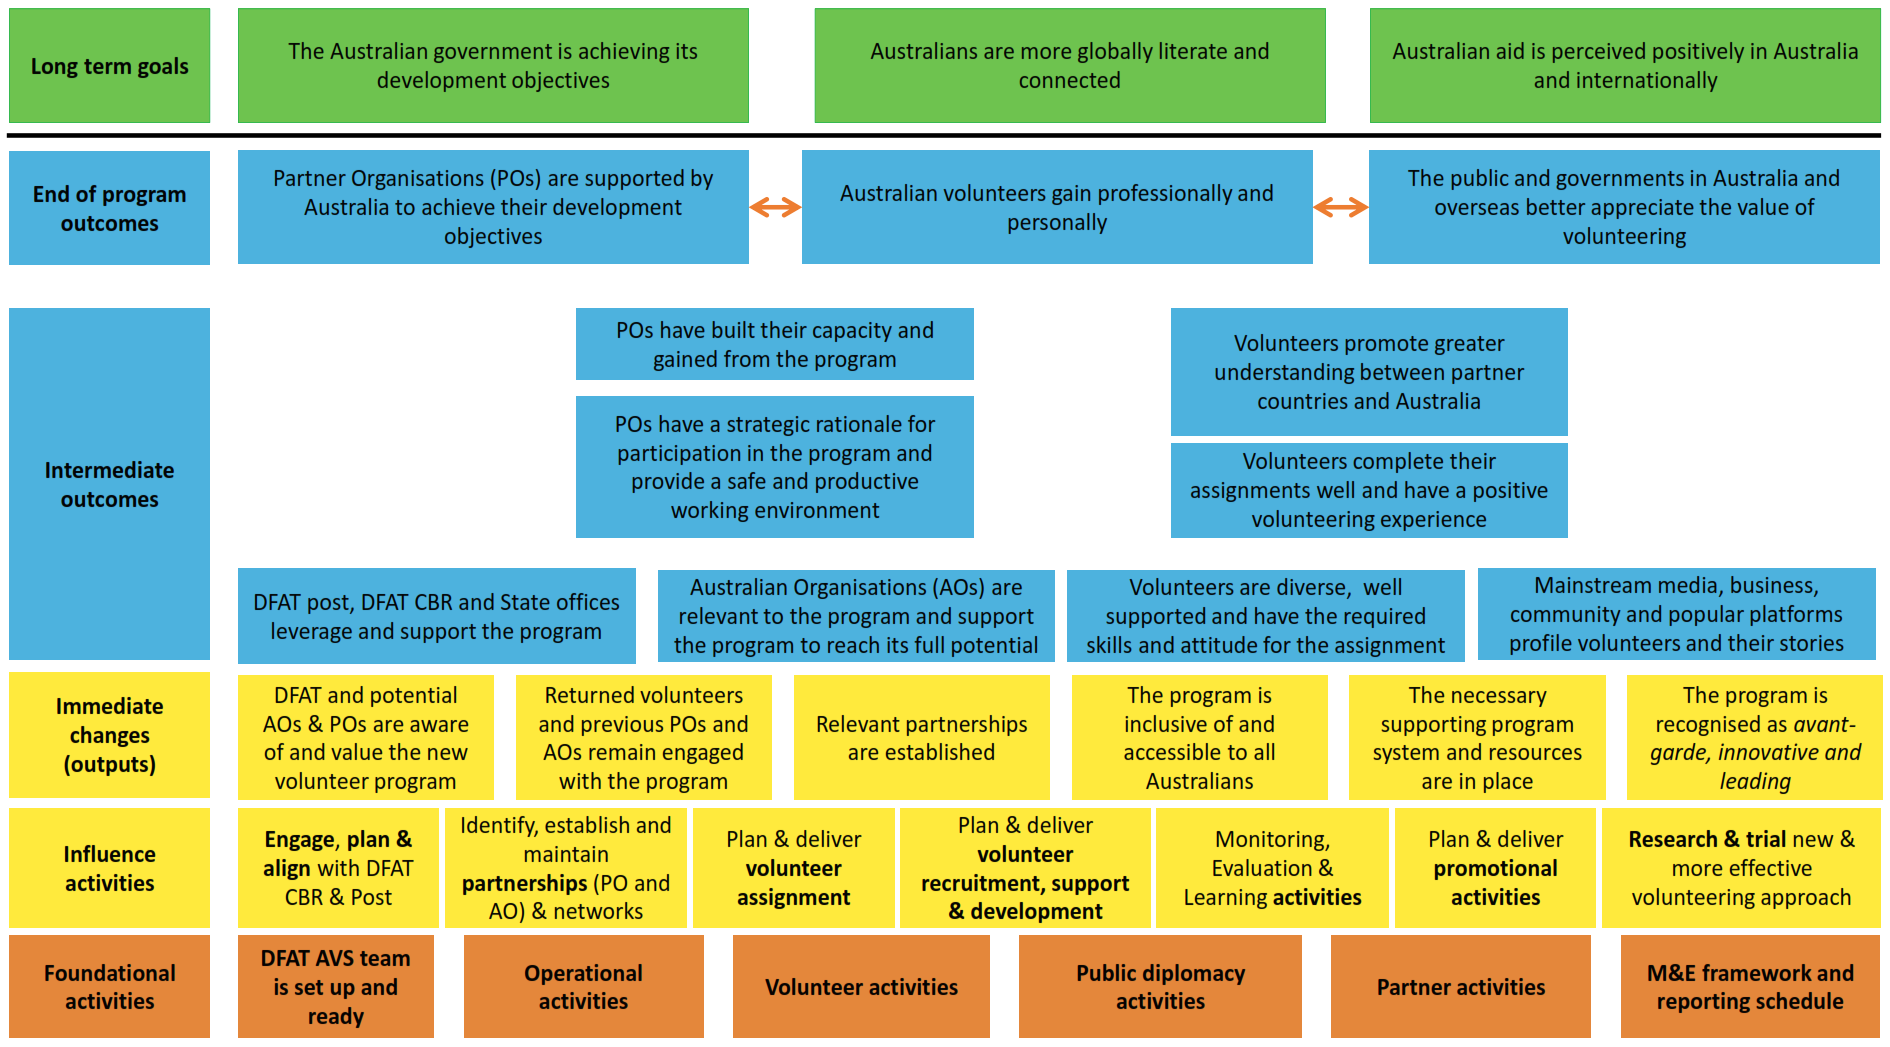 Long term goals
The Australian government is achieving its
development objectives
Australians are more globally literate and
connected
Australian aid is perceived positively in Australia
and internationally
End of program
outcomes
Partner Organisations (POs) are supported by
Australia to achieve their development
objectives
Australian volunteers gain professionally and
personally
The public and governments in Australia and
overseas better appreciate the value of
volunteering
Intermediate
outcomes
POs have built their capacity and
gained from the program
Volunteers promote greater
understanding between partner
countries and Australia
POs have a strategic rationale for
participation in the program and
provide a safe and productive
working environment
Volunteers complete their
assignments well and have a positive
volunteering experience
DFAT post, DFAT CBR and State offices
leverage and support the program
Australian Organisations (AOs) are
relevant to the program and support
the program to reach its full potential
Volunteers are diverse, well
supported and have the required
skills and attitude for the assignment
Mainstream media, business,
community and popular platforms
profile volunteers and their stories
Immediate
changes
(outputs)
DFAT and potential
AOs & POs are aware
of and value the new
volunteer program
Returned volunteers
and previous POs and
AOs remain engaged
with the program
Relevant partnerships
are established
The program is
inclusive of and
accessible to all
Australians
The necessary
supporting program
system and resources
are in place
The program is
recognised as avant-
garde, innovative and
leading
Influence
activities
Engage, plan &
align with DFAT
CBR & Post
Identify, establish and
maintain
partnerships (PO and
AO) & networks
Plan & deliver
volunteer
assignment
Plan & deliver
volunteer
recruitment, support
& development
Monitoring,
Evaluation &
Learning activities
Plan & deliver
promotional
activities
Research & trial new &
more effective
volunteering approach
Foundational
activities
DFAT AVS team
is set up and
ready
Operational
activities
Volunteer activities
Public diplomacy
activities
Partner activities
M&E framework and
reporting schedule